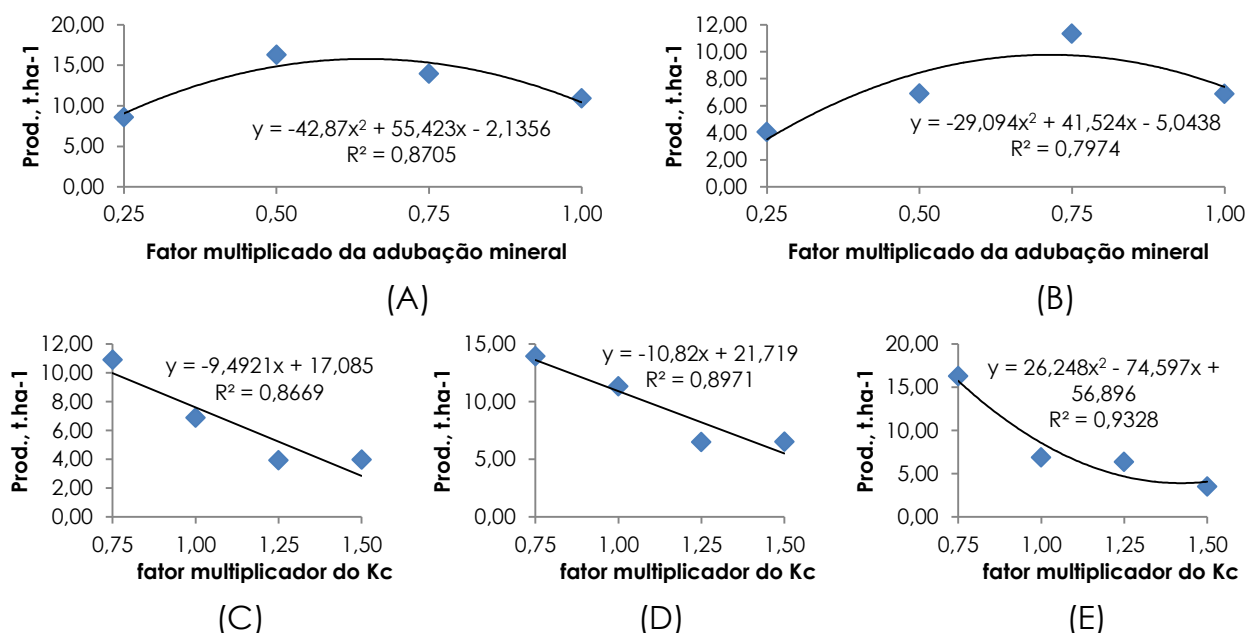 Prod., t.ha-1
20,00
15,00
10,00
5,00
0,00
y = -42,87x² + 55,423x - 2,1356
R² = 0,8705
0,25 0,50 0,75 1,00
Fator multiplicado da adubação mineral
(A)
Prod., t.ha-1
12,00
10,00
8,00
6,00
4,00
2,00
0,00
y = -29,094x² + 41,524x - 5,0438
R² = 0,7974
0,25 0,50 0,75 1,00
Fator multiplicado da adubação mineral
(B)
Prod., t.ha-1
12,00
10,00
8,00
6,00
4,00
2,00
0,00
y = -9,4921x + 17,085
R² = 0,8669
0,75 1,00 1,25 1,50
fator multiplicador do Kc
(C)
Prod., t.ha-1
15,00
10,00
5,00
0,00
y = -10,82x + 21,719
R² = 0,8971
0,75 1,00 1,25 1,50
fator multiplicador do Kc
(D)
Prod., t.ha-1
20,00
15,00
10,00
5,00
0,00
y = 26,248x² - 74,597x +
56,896
R² = 0,9328
0,75 1,00 1,25 1,50
fator multiplicador do Kc
(E)